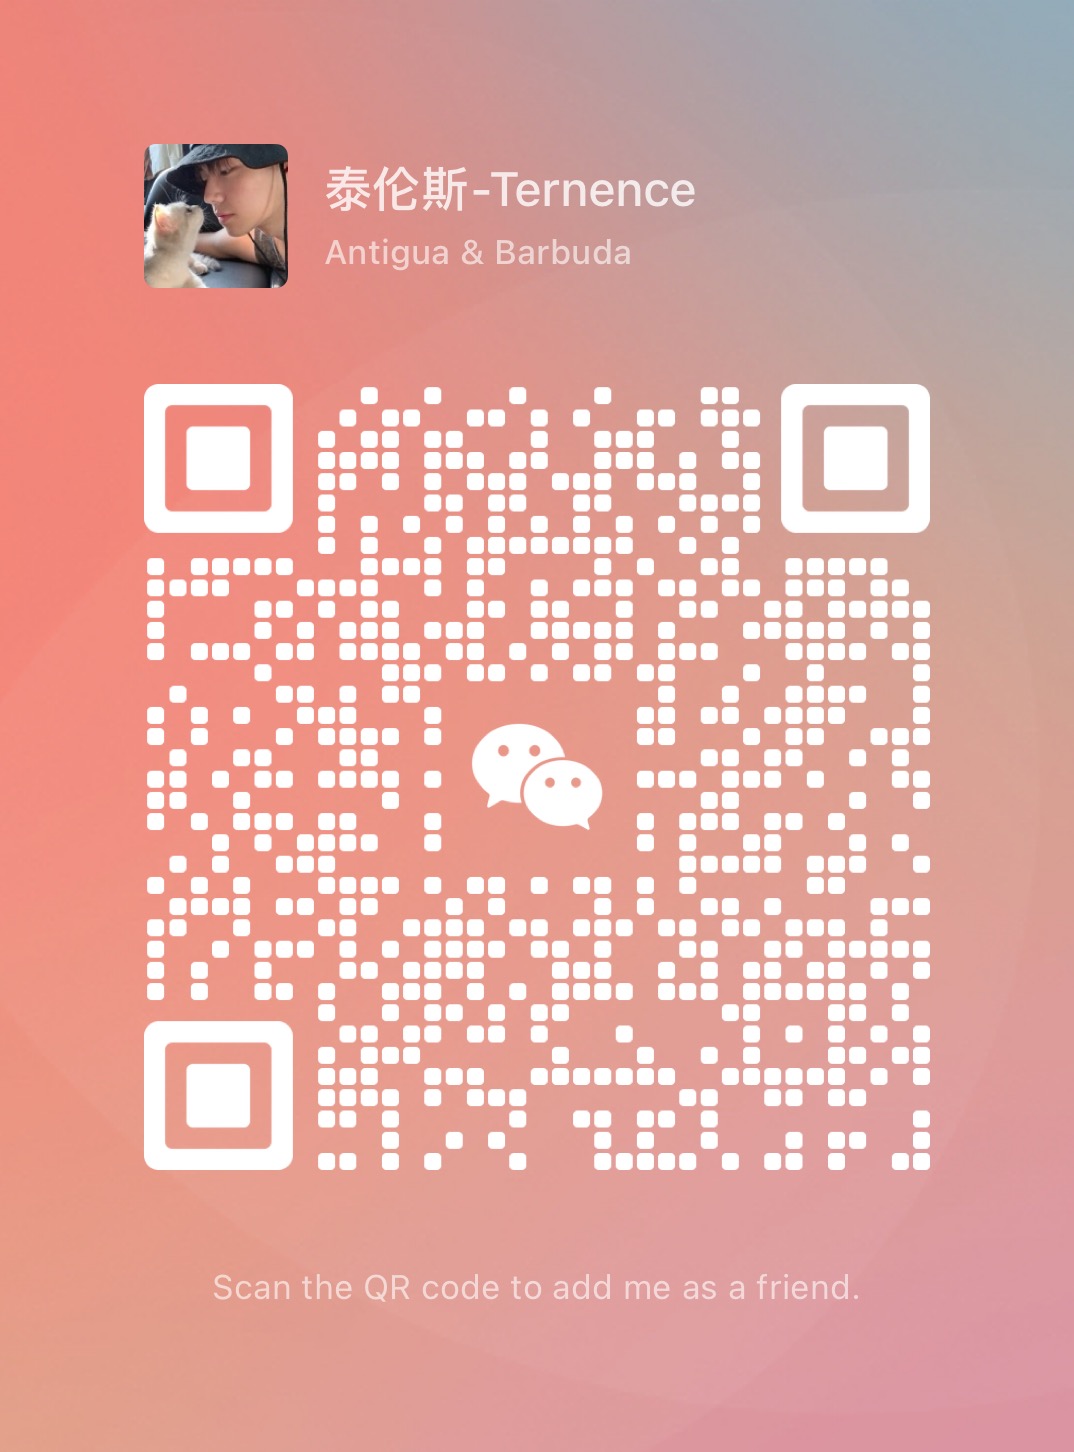 泰伦斯-Ternence
Antigua & Barbuda
Scan the QR code to add me as a friend.